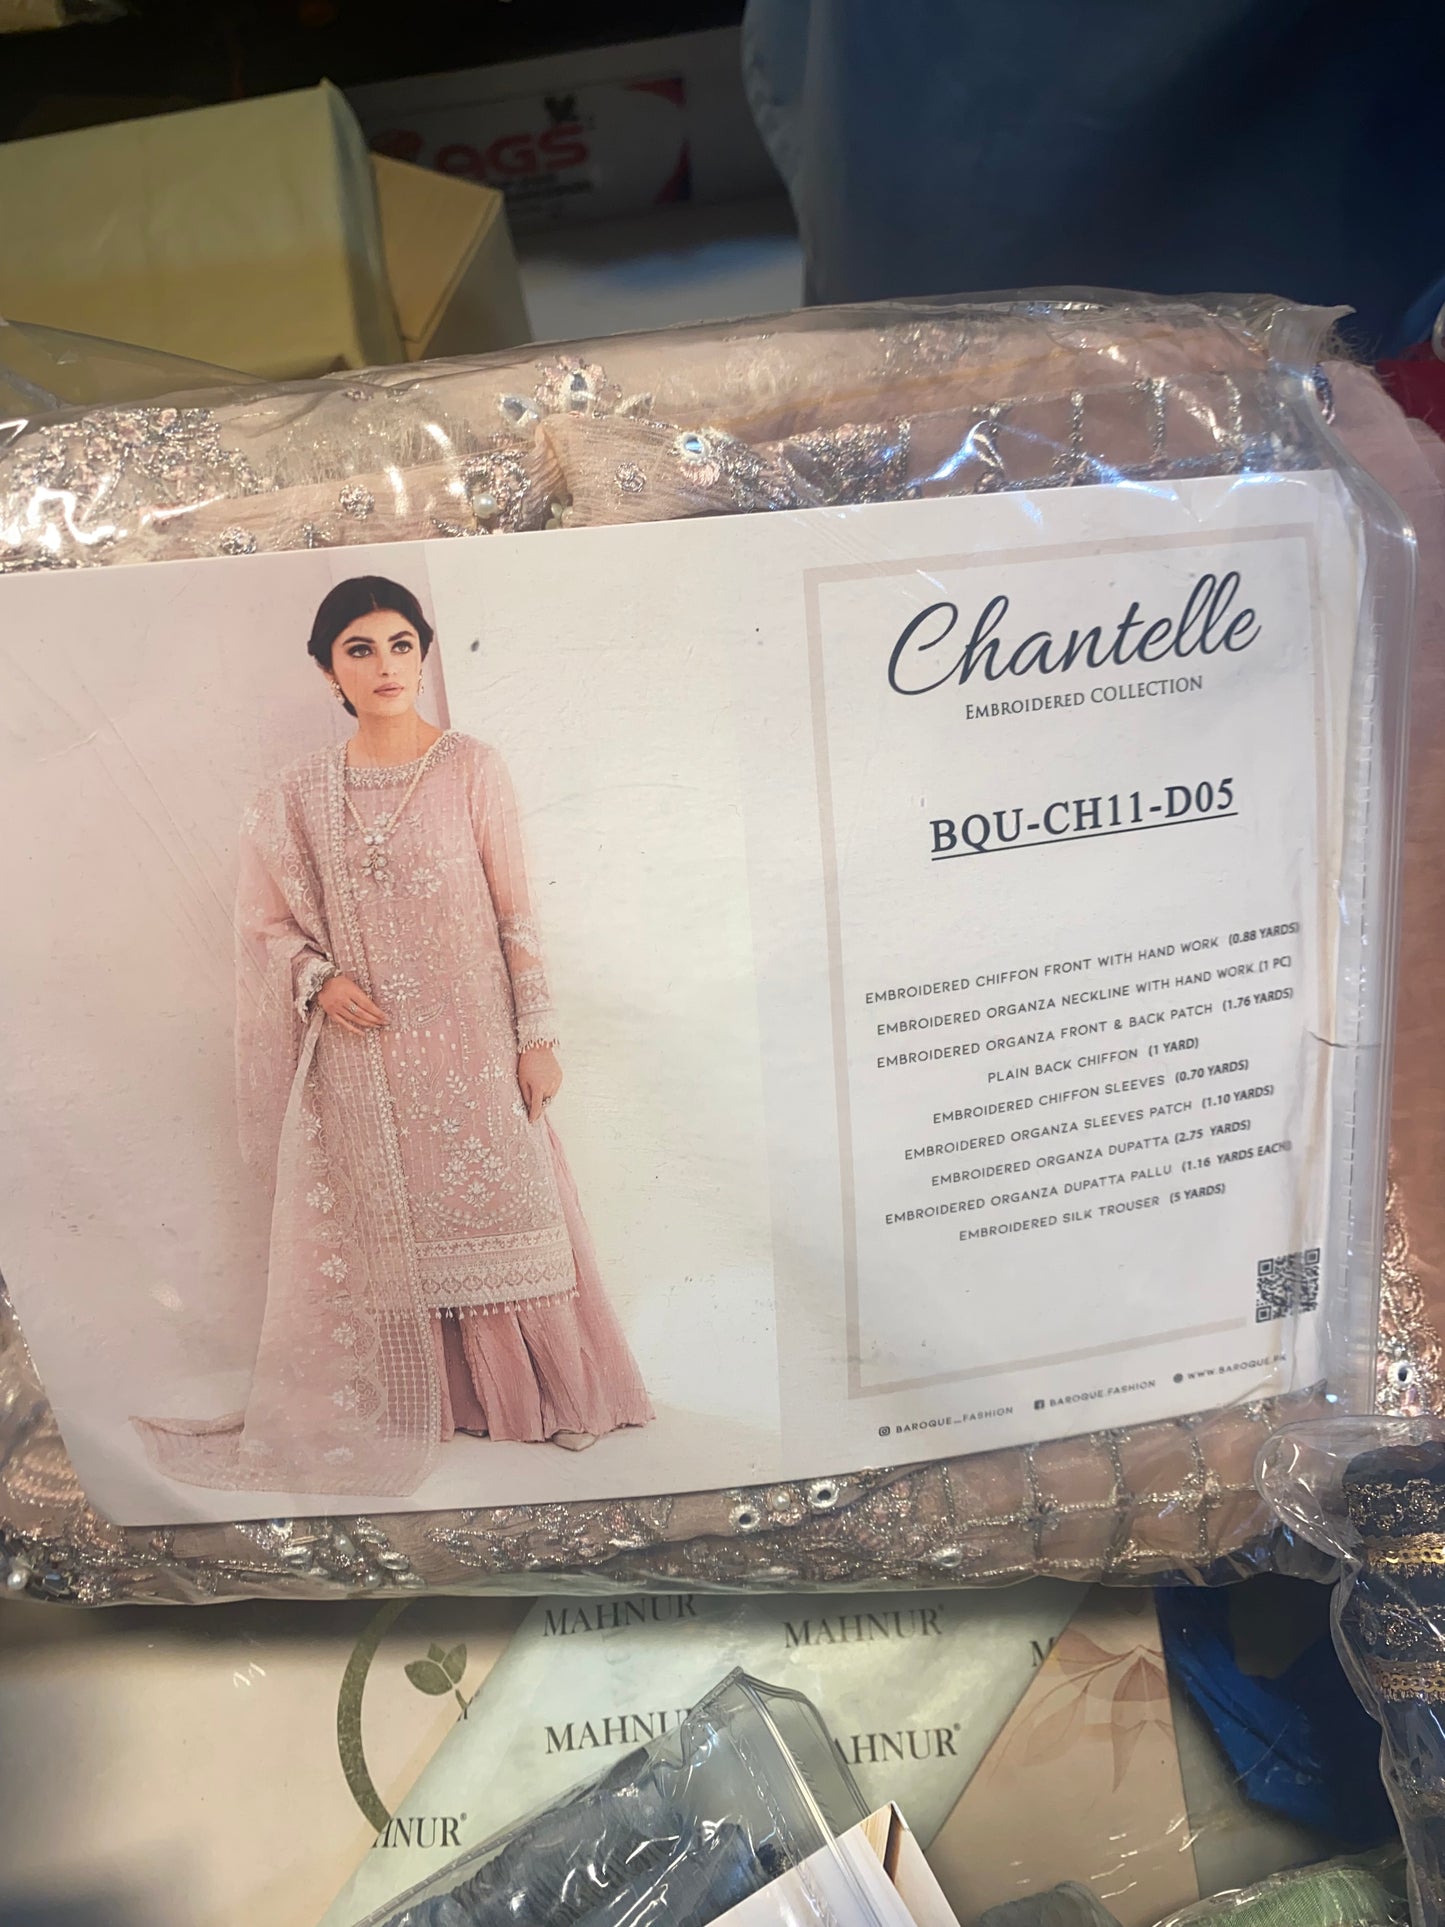 AGS
Chantelle
EMBROIDERED COLLECTION
BQU-CH11-D05
EMBROIDERED CHIFFON FRONT WITH HAND WORK (0.88 YARDS)
EMBROIDERED ORGANZA NECKLINE WITH HAND WORK (1 PC)
EMBROIDERED ORGANZA FRONT & BACK PATCH (1.76 YARDS)
PLAIN BACK CHIFFON (1 YARD)
EMBROIDERED CHIFFON SLEEVES (0.70 YARDS)
EMBROIDERED ORGANZA SLEEVES PATCH (1.10 YARDS)
EMBROIDERED ORGANZA DUPATTA (2.75 YARDS)
EMBROIDERED ORGANZA DUPATTA PALLU (1.16 YARDS EACH)
EMBROIDERED SILK TROUSER (5 YARDS)
BAROQUE_FASHION BAROQUE.FASHION WWW.BAROQUE.PK
MAHNUR MAHNUR®
MAHNU AHNUR®
HNUR®